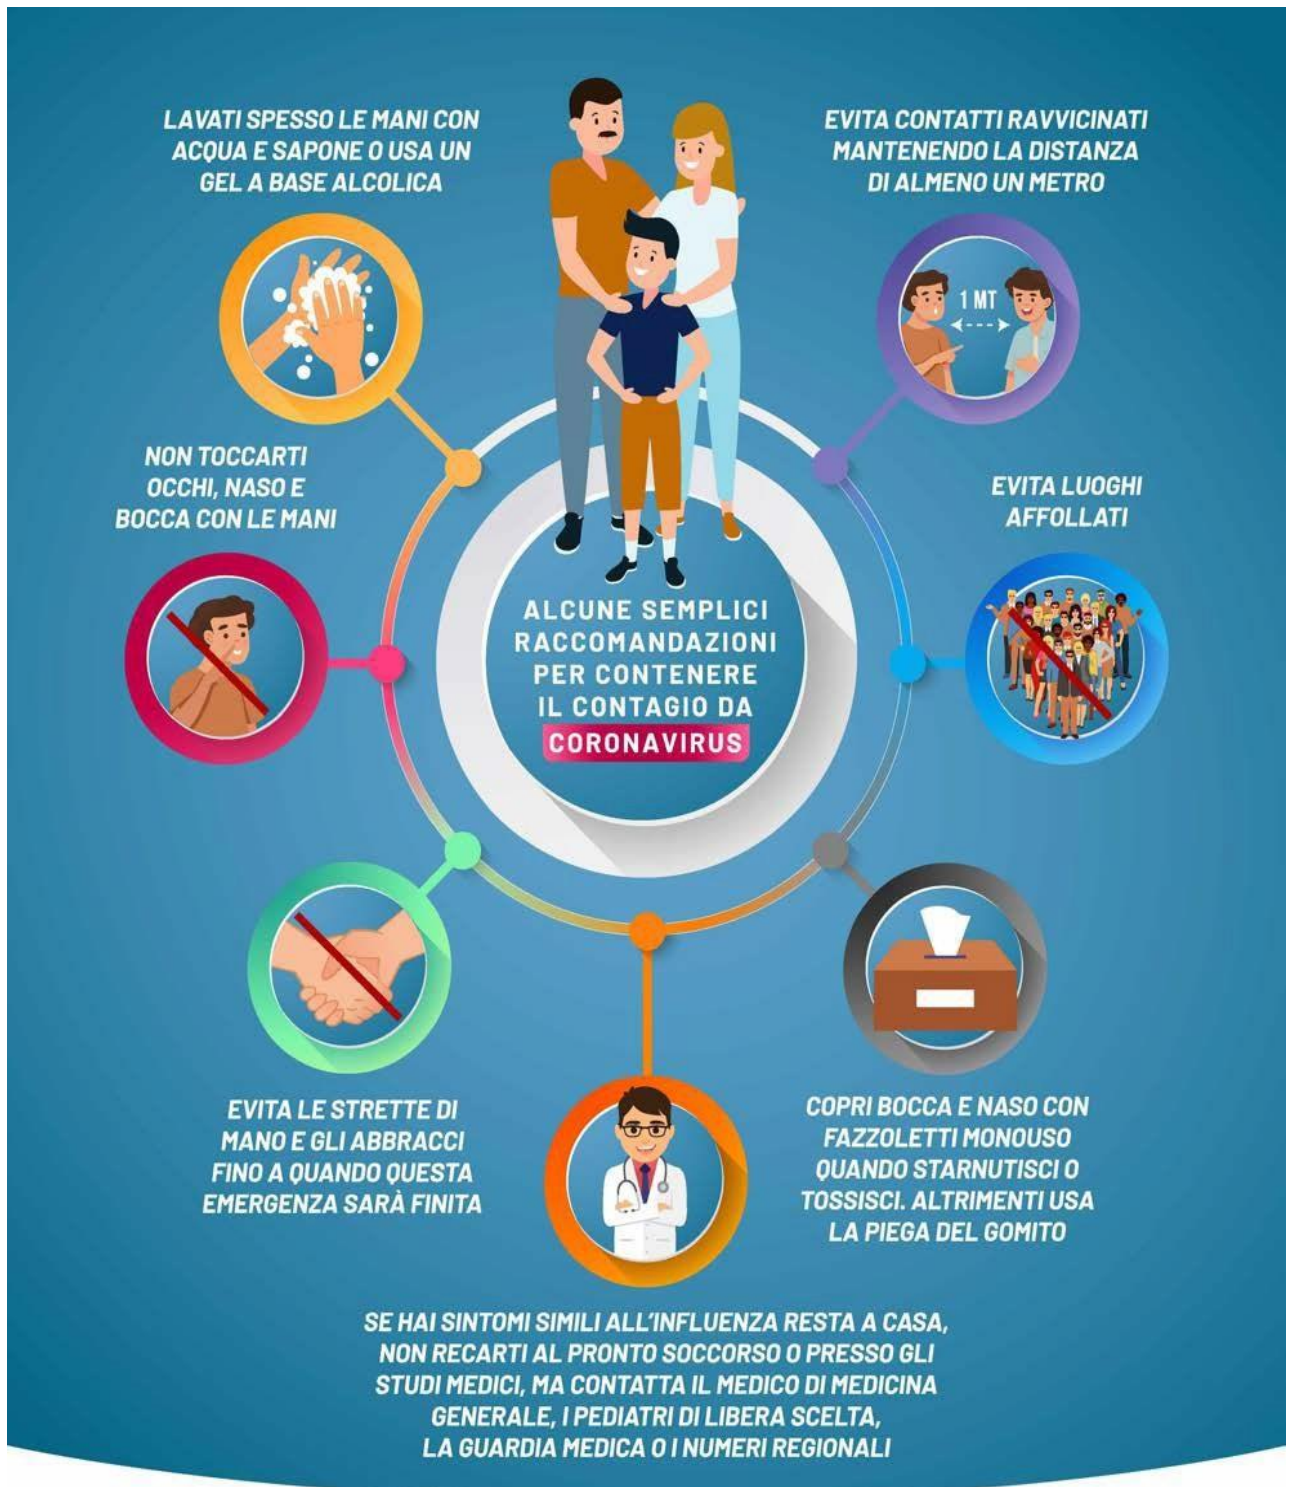 LAVATI SPESSO LE MANI CON
ACQUA E SAPONE O USA UN
GEL A BASE ALCOLICA
EVITA CONTATTI RAVVICINATI
MANTENENDO LA DISTANZA
DI ALMENO UN METRO
1 MT
NON TOCCARTI
OCCHI, NASO E
BOCCA CON LE MANI
EVITA LUOGHI
AFFOLLATI
ALCUNE SEMPLICI
RACCOMANDAZIONI
PER CONTENERE
IL CONTAGIO DA
CORONAVIRUS
EVITA LE STRETTE DI
MANO E GLI ABBRACCI
FINO A QUANDO QUESTA
EMERGENZA SARÀ FINITA
COPRI BOCCA E NASO CON
FAZZOLETTI MONOUSO
QUANDO STARNUTISCI O
TOSSISCI. ALTRIMENTI USA
LA PIEGA DEL GOMITO
SE HAI SINTOMI SIMILI ALL'INFLUENZA RESTA A CASA,
NON RECARTI AL PRONTO SOCCORSO O PRESSO GLI
STUDI MEDICI, MA CONTATTA IL MEDICO DI MEDICINA
GENERALE, I PEDIATRI DI LIBERA SCELTA,
LA GUARDIA MEDICA O I NUMERI REGIONALI